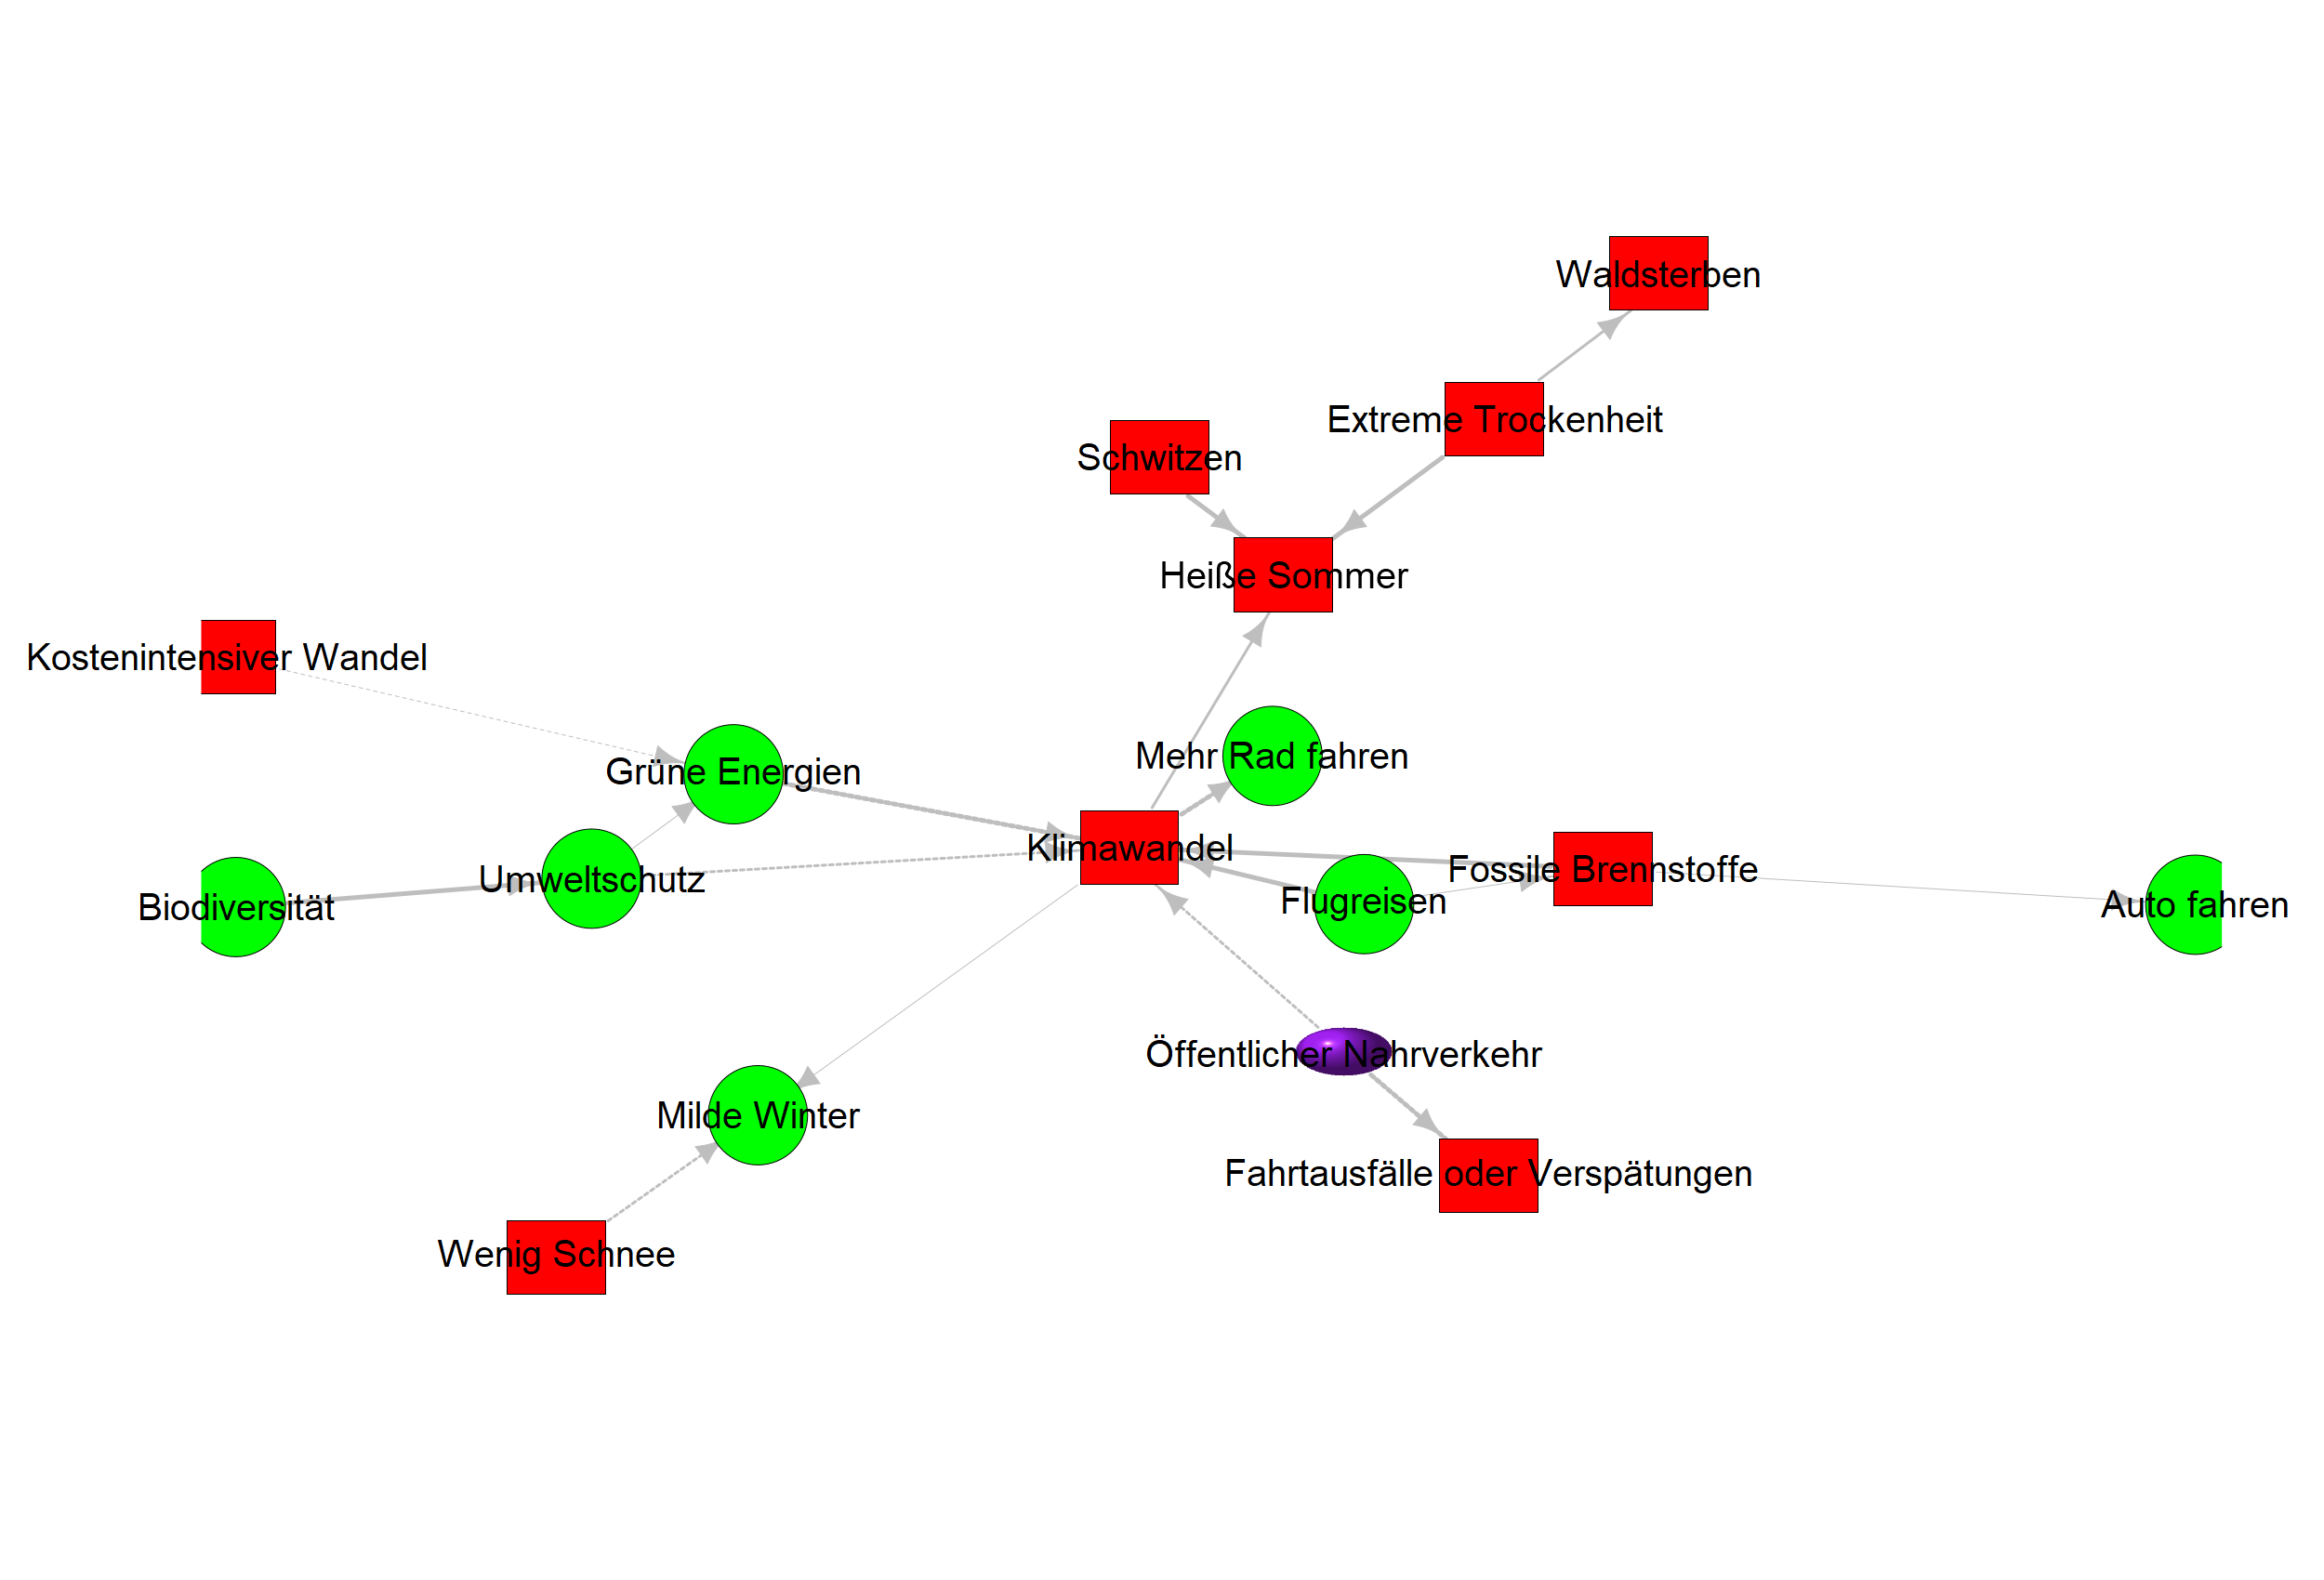 Waldsterben
Extreme Trockenheit
Schwitzen
Heiße Sommer
Kostenintensiver Wandel
Mehr Rad fahren
Grüne Energien
Klimawandel
Fossile Brennstoffe
Umweltschutz
Flugreisen
Auto fahren
Biodiversität
Öffentlicher Nahrverkehr
Milde Winter
Fahrtausfälle oder Verspätungen
Wenig Schnee